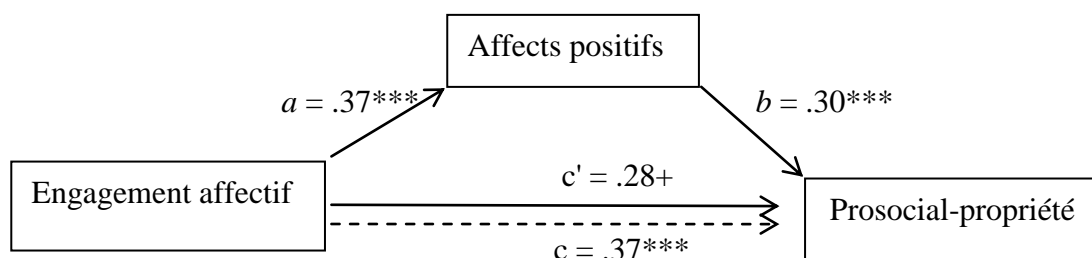 Affects positifs
a = .37***
b = .30***
Engagement affectif
c' = .28+
Prosocial-propriété
c = .37***